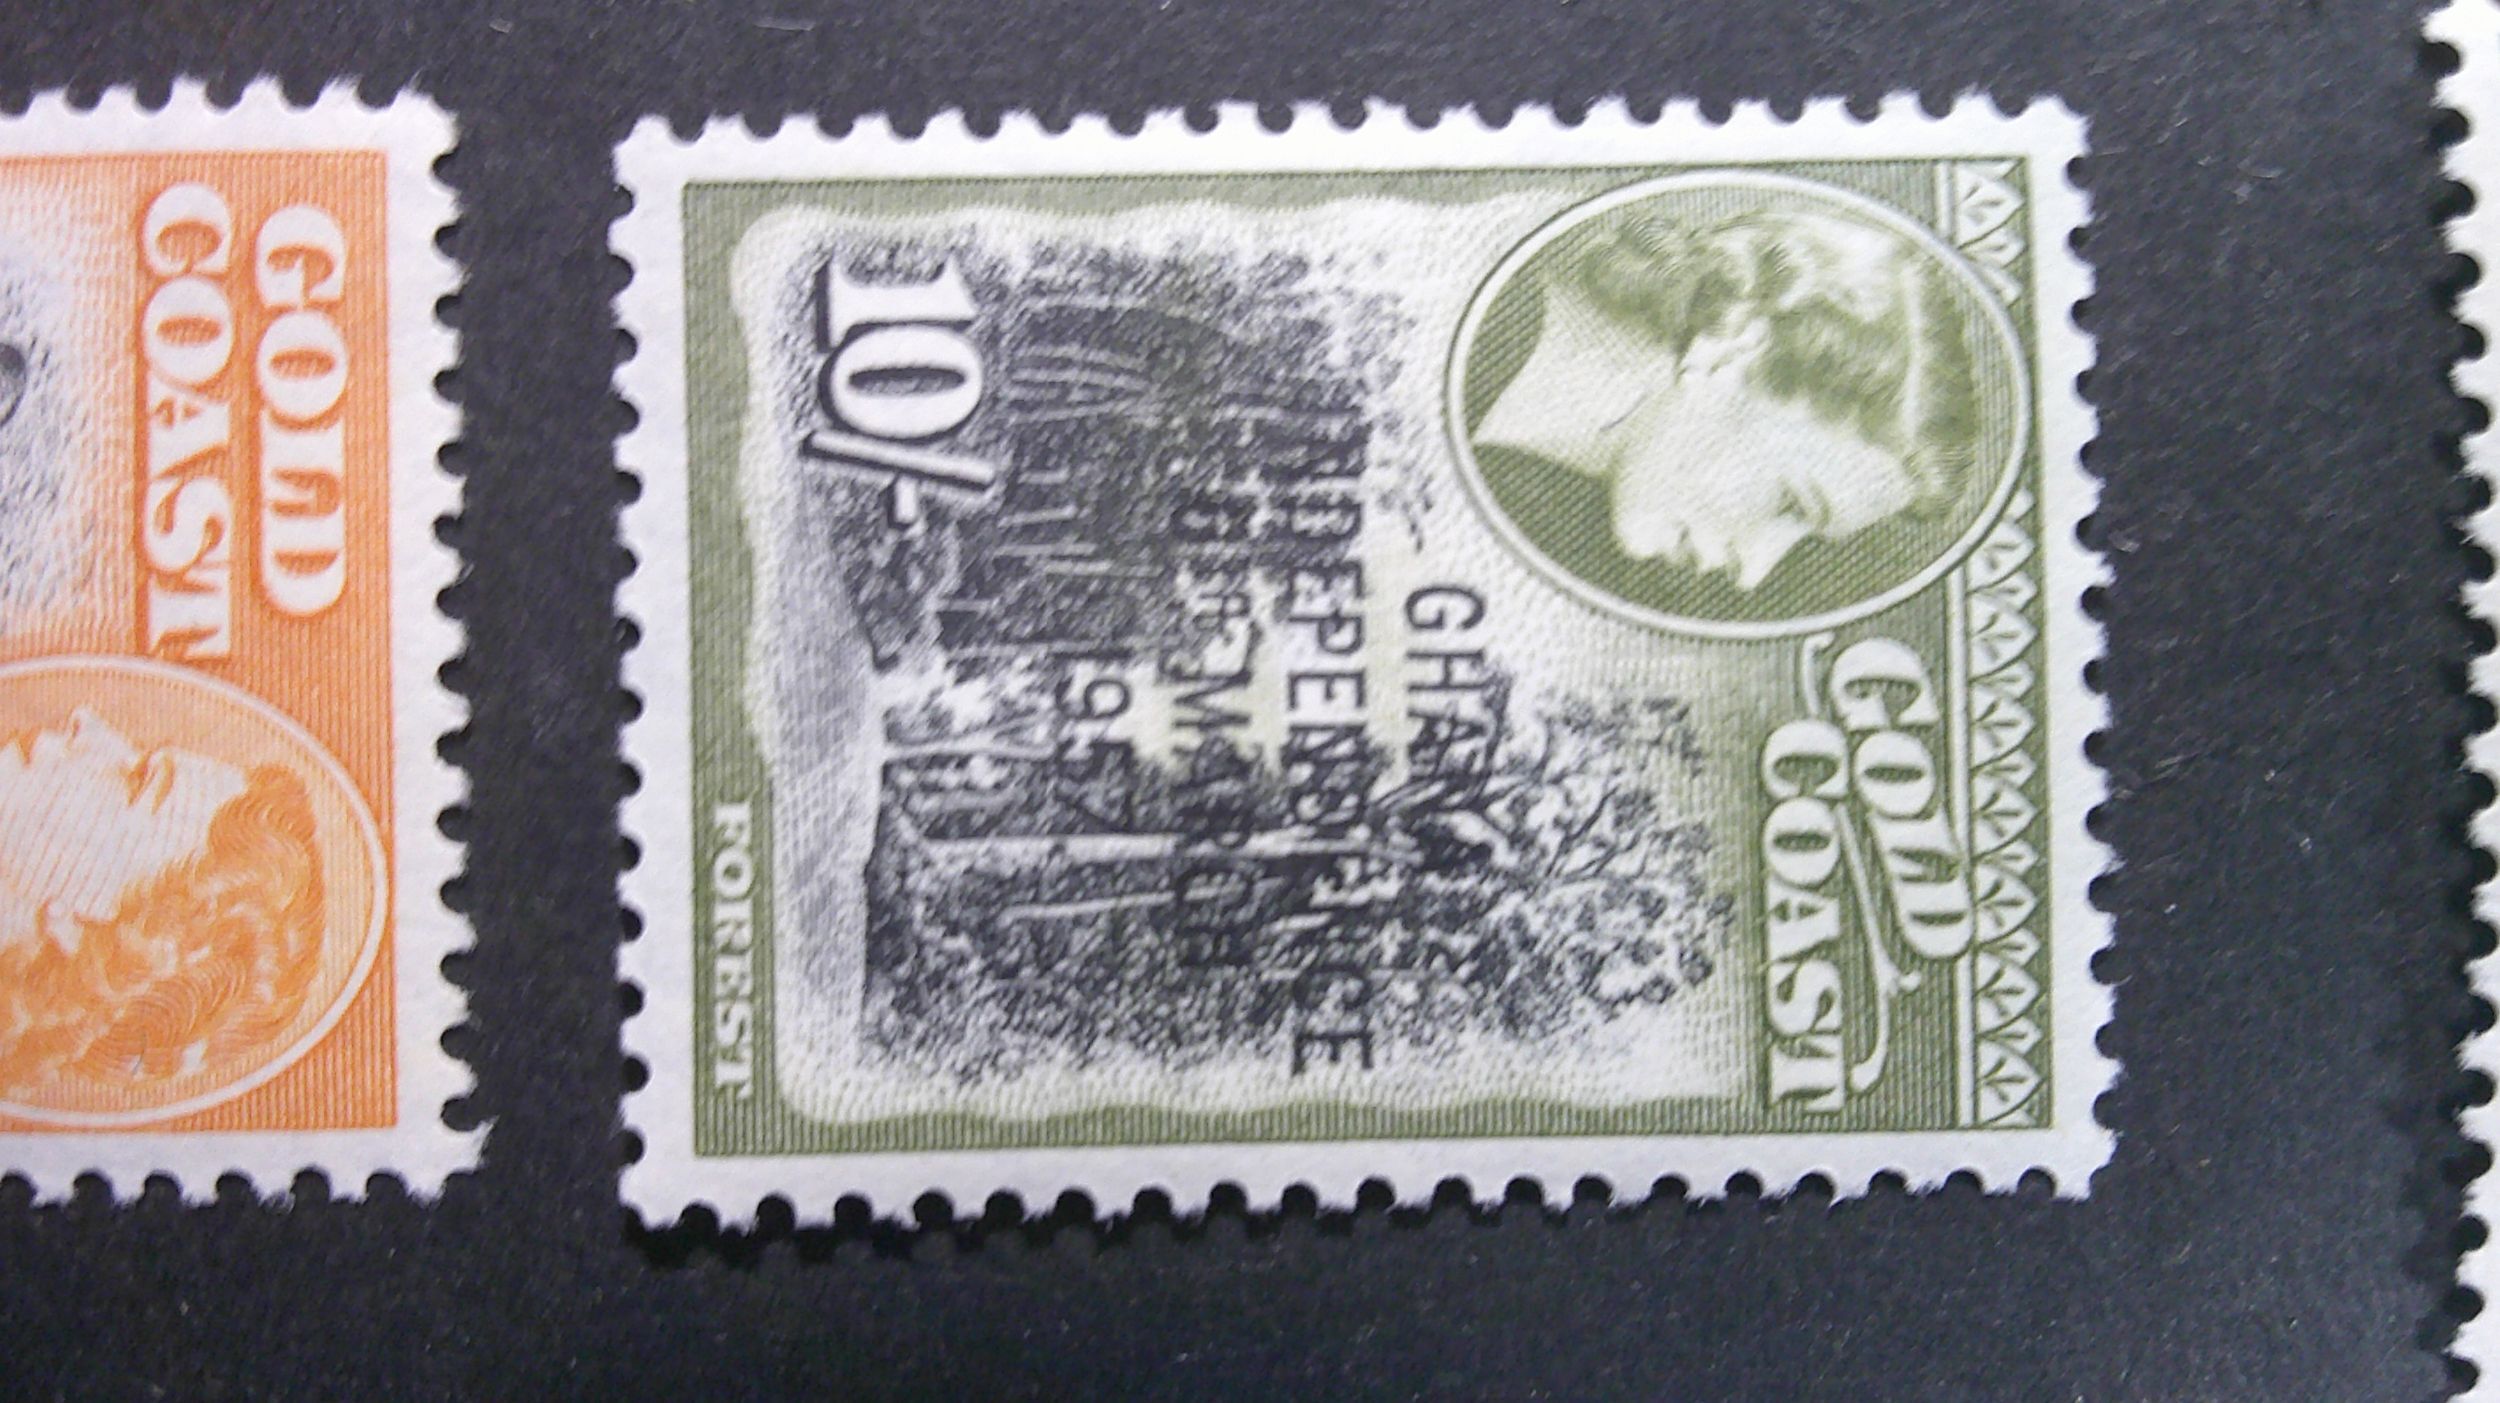 GOLD
COAST
GOLD
COAST
GHANA
INDEPENDENCE
6TH MARCH
1957
10/-
FOREST